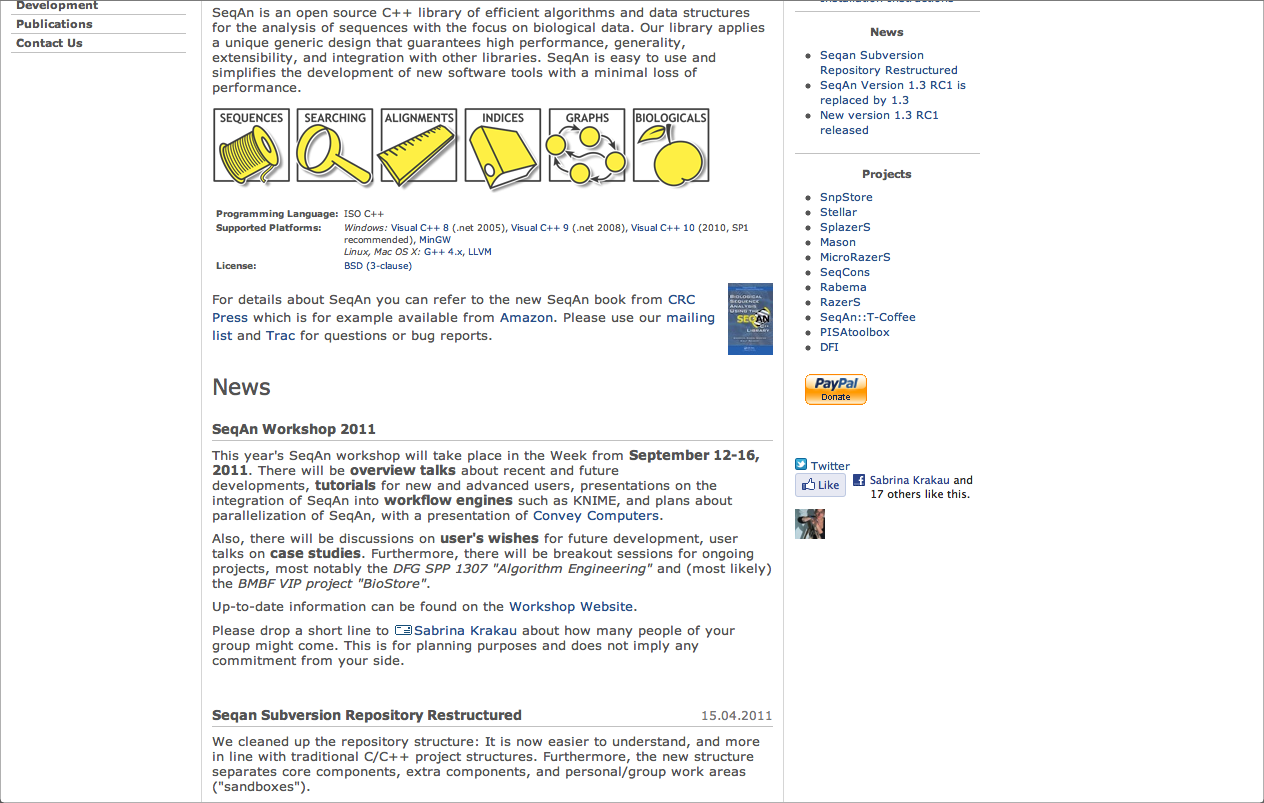 Development
Publications
Contact Us
SeqAn is an open source C++ library of efficient algorithms and data structures
for the analysis of sequences with the focus on biological data. Our library applies
a unique generic design that guarantees high performance, generality,
extensibility, and integration with other libraries. SeqAn is easy to use and
simplifies the development of new software tools with a minimal loss of
performance.
SEQUENCES SEARCHING ALIGNMENTS INDICES GRAPHS BIOLOGICALS
Programming Language: ISO C++
Supported Platforms: Windows: Visual C++ 8 (.net 2005), Visual C++ 9 (.net 2008), Visual C++ 10 (2010, SP1
recommended), MinGW
Linux, Mac OS X: G++ 4.x, LLVM
License: BSD (3-clause)
For details about SeqAn you can refer to the new SeqAn book from CRC
Press which is for example available from Amazon. Please use our mailing
list and Trac for questions or bug reports.
BIOLOGICAL
SEQUENCE
ANALYSIS
USING THE
SEQAN
C++
LIBRARY
News
SeqAn Workshop 2011
This year's SeqAn workshop will take place in the Week from September 12-16,
2011. There will be overview talks about recent and future
developments, tutorials for new and advanced users, presentations on the
integration of SeqAn into workflow engines such as KNIME, and plans about
parallelization of SeqAn, with a presentation of Convey Computers.
Also, there will be discussions on user's wishes for future development, user
talks on case studies. Furthermore, there will be breakout sessions for ongoing
projects, most notably the DFG SPP 1307 "Algorithm Engineering" and (most likely)
the BMBF VIP project "BioStore".
Up-to-date information can be found on the Workshop Website.
Please drop a short line to Sabrina Krakau about how many people of your
group might come. This is for planning purposes and does not imply any
commitment from your side.
Seqan Subversion Repository Restructured 15.04.2011
We cleaned up the repository structure: It is now easier to understand, and more
in line with traditional C/C++ project structures. Furthermore, the new structure
separates core components, extra components, and personal/group work areas
("sandboxes").
News
Seqan Subversion
Repository Restructured
SeqAn Version 1.3 RC1 is
replaced by 1.3
New version 1.3 RC1
released
Projects
SnpStore
Stellar
SplazerS
Mason
MicroRazerS
SeqCons
Rabema
RazerS
SeqAn::T-Coffee
PISAtoolbox
DFI
PayPal
Donate
Twitter
Like
Sabrina Krakau and
17 others like this.